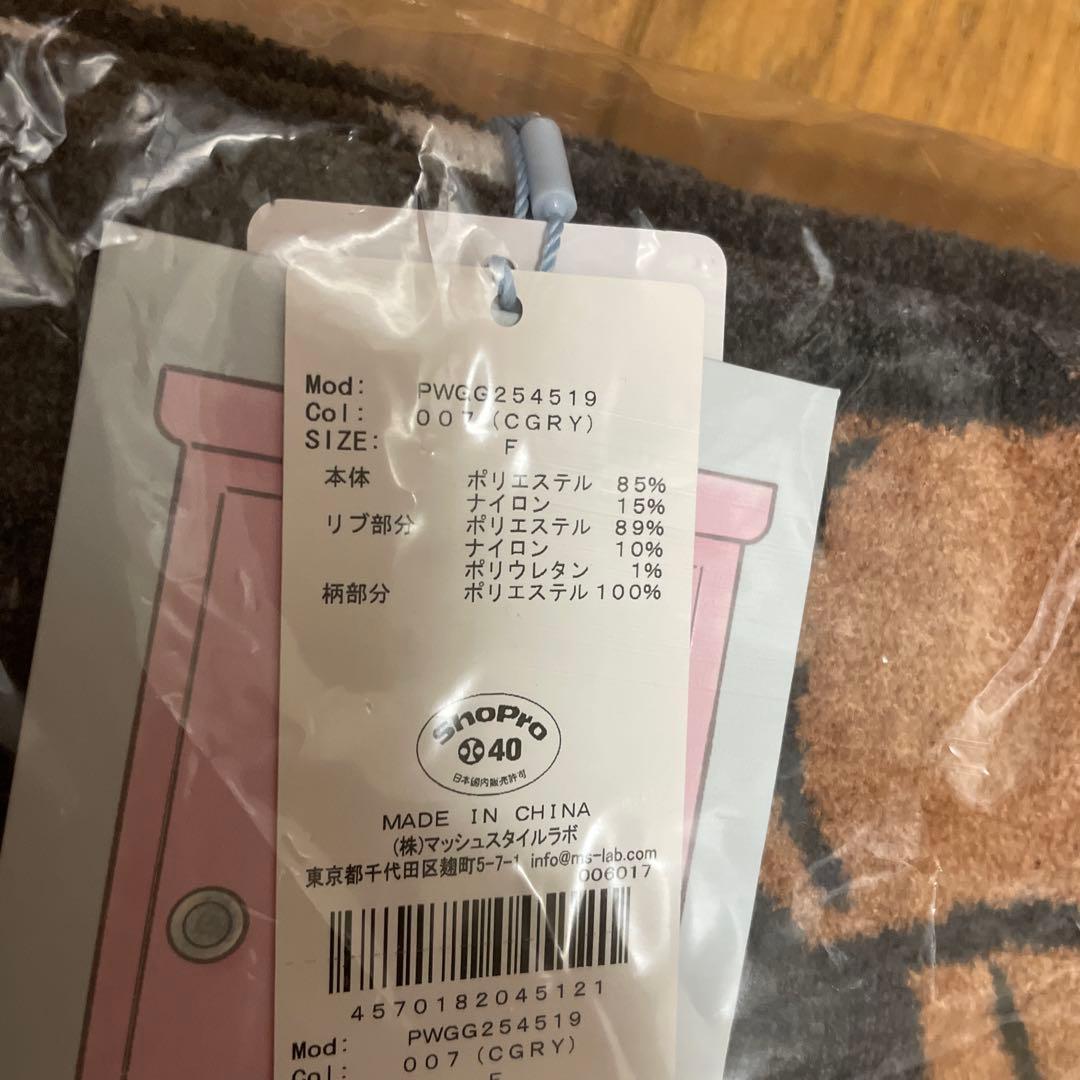 Mod: PWGG254519
Col: 007(CGRY)
SIZE: F
本体 ポリエステル 85%
ナイロン 15%
リブ部分 ポリエステル 89%
ナイロン 10%
ポリウレタン 1%
柄部分 ポリエステル 100%
ShoPro
40
日本国内販売許可
MADE IN CHINA
(株)マッシュスタイルラボ
東京都千代田区麹町5-7-1 info@ms-lab.com
006017
4570182045121
Mod: PWGG254519
Col: 007(CGRY)
F